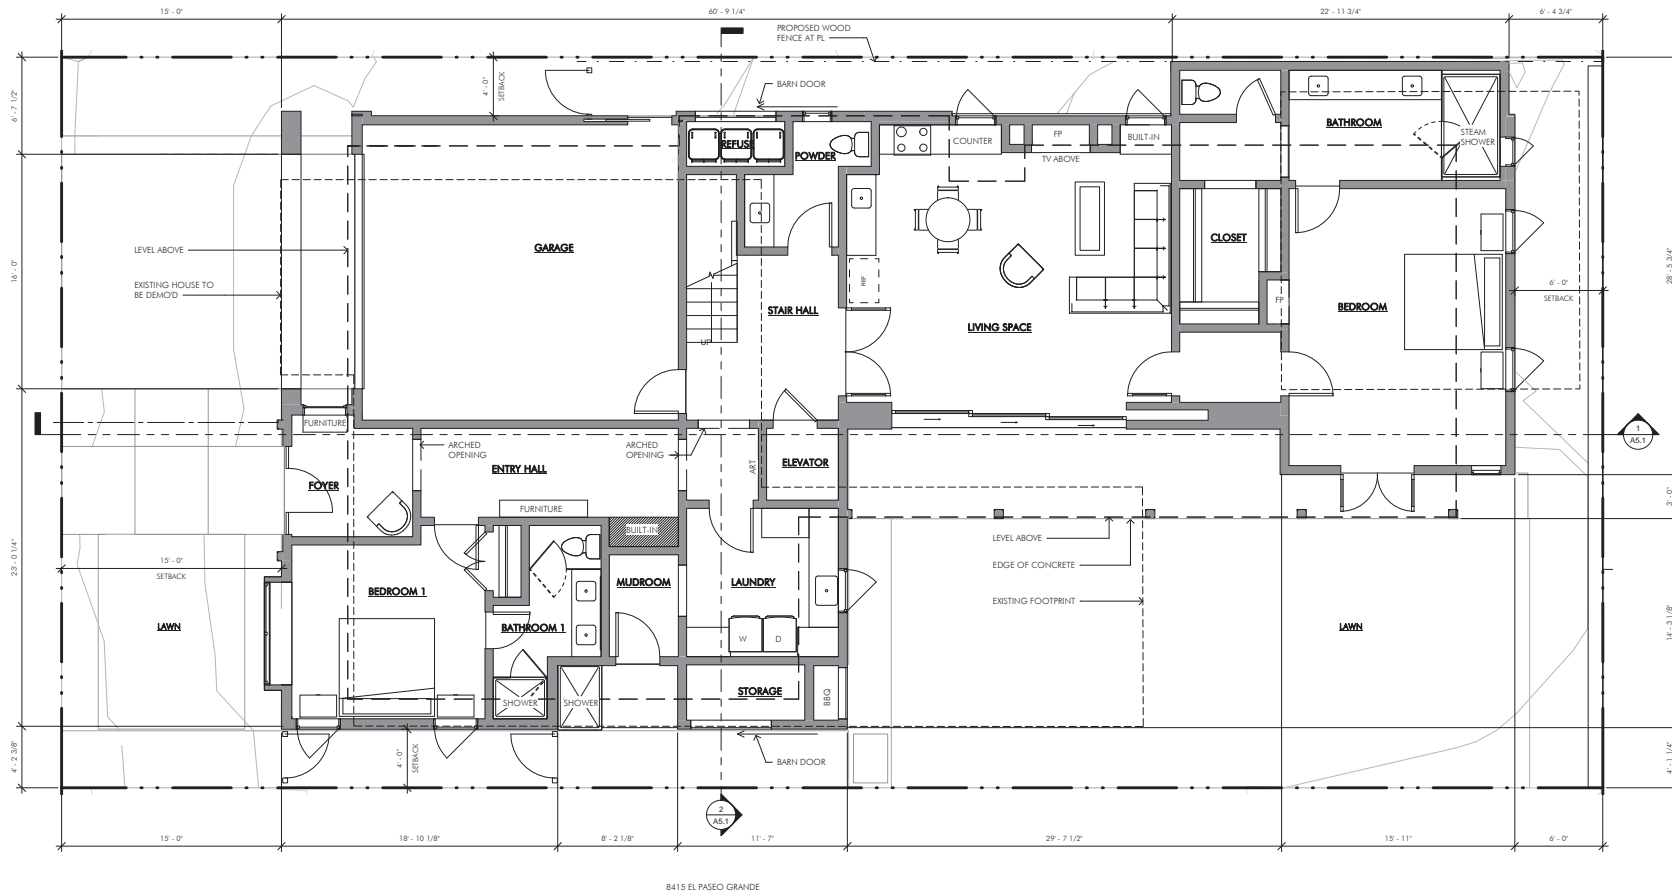 15' - 0"
60' - 9 1/4"
22' - 11 3/4"
6' - 4 3/4"
PROPOSED WOOD
FENCE AT PL
6' - 7 1/2"
4' - 0"
SETBACK
BARN DOOR
REFUSE
POWDER
COUNTER
FP
TV ABOVE
BUILT-IN
BATHROOM
STEAM
SHOWER
LEVEL ABOVE
GARAGE
CLOSET
16' - 0"
EXISTING HOUSE TO
BE DEMO'D
REF
STAIR HALL
LIVING SPACE
FP
BEDROOM
6' - 0"
SETBACK
28' - 5 3/4"
UP
FURNITURE
ARCHED
OPENING
ARCHED
OPENING
ENTRY HALL
ART
ELEVATOR
1
A5.1
FOYER
FURNITURE
BUILT-IN
3' - 0"
LEVEL ABOVE
EDGE OF CONCRETE
EXISTING FOOTPRINT
23' - 0 1/4"
15' - 0"
SETBACK
BEDROOM 1
MUDROOM
LAUNDRY
LAWN
BATHROOM 1
W
D
LAWN
14' - 3 1/8"
SHOWER
SHOWER
STORAGE
BBQ
4' - 2 3/8"
4' - 0"
SETBACK
BARN DOOR
4' - 1 1/4"
2
A5.1
15' - 0"
18' - 10 1/8"
8' - 2 1/8"
11' - 7"
29' - 7 1/2"
15' - 11"
6' - 0"
8415 EL PASEO GRANDE